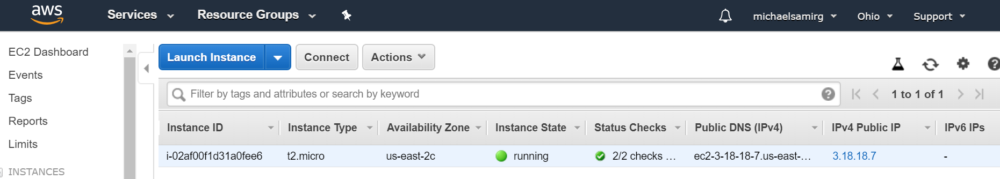 aws Services Resource Groups michaelsamirg Ohio Support
EC2 Dashboard
Events
Tags
Reports
Limits
INSTANCES
Launch Instance Connect Actions
Filter by tags and attributes or search by keyword 1 to 1 of 1
Instance ID Instance Type Availability Zone Instance State Status Checks Public DNS (IPv4) IPv4 Public IP IPv6 IPs
i-02af00f1d31a0fee6 t2.micro us-east-2c running 2/2 checks … ec2-3-18-18-7.us-east-… 3.18.18.7 -